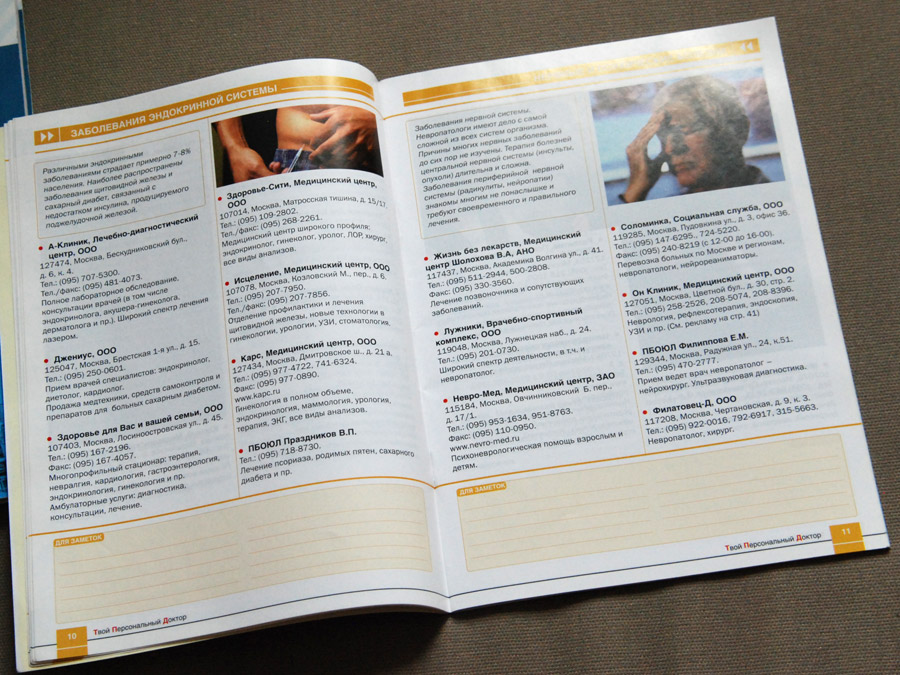 ЗАБОЛЕВАНИЯ ЭНДОКРИННОЙ СИСТЕМЫ
Различными эндокринными
заболеваниями страдает примерно 7-8%
населения. Наиболее распространены
заболевания щитовидной железы и
сахарный диабет, связанный с
недостатком инсулина, продуцируемого
поджелудочной железой.
А-Клиник, Лечебно-диагностический
центр, ООО
127474, Москва, Бескудниковский бул.,
д. 6, к. 4.
Тел.: (095) 707-5300.
Тел./факс: (095) 481-4073.
Полное лабораторное обследование,
консультации врачей (в том числе
эндокринолога, акушера-гинеколога,
дерматолога и пр.). Широкий спектр лечения
лазером.
Джениус, ООО
125047, Москва, Брестская 1-я ул., д. 15.
Тел.: (095) 250-0601.
Прием врачей специалистов: эндокринолог,
диетолог, кардиолог.
Продажа медтехники, средств самоконтроля и
препаратов для больных сахарным диабетом.
Здоровье для Вас и вашей семьи, ООО
107403, Москва, Лосиноостровская ул., д. 45.
Тел.: (095) 167-2196.
Факс: (095) 167-4057.
Многопрофильный стационар: терапия,
невралгия, кардиология, гастроэнтерология,
эндокринология, гинекология и пр.
Амбулаторные услуги: диагностика,
консультации, лечение.
Здоровье-Сити, Медицинский центр,
ООО
107014, Москва, Матросская тишина, д. 15/17.
Тел.: (095) 109-2802.
Тел./факс: (095) 268-2261.
Медицинский центр широкого профиля:
эндокринолог, гинеколог, уролог, ЛОР, хирург,
все виды анализов.
Исцеление, Медицинский центр, ООО
107078, Москва, Козловский М., пер., д. 6.
Тел.: (095) 207-7950.
Тел./факс: (095) 207-7856.
Отделение профилактики и лечения
щитовидной железы, новые технологии в
гинекологии, урологии, УЗИ, стоматология.
Карс, Медицинский центр, ООО
127434, Москва, Дмитровское ш., д. 21 а.
Тел.: (095) 977-4722, 741-6324.
Факс: (095) 977-0890.
www.kapc.ru
Гинекология в полном объеме,
эндокринология, маммология, урология,
терапия, ЭКГ, все виды анализов.
ПБОЮЛ Праздников В.П.
Тел.: (095) 718-8730.
Лечение псориаза, родимых пятен, сахарного
диабета и пр.
ДЛЯ ЗАМЕТОК
10
Твой Персональный Доктор
Заболевания нервной системы.
Невропатологи имеют дело с самой
сложной из всех систем организма.
Причины многих нервных заболеваний
до сих пор не изучены. Терапия болезней
центральной нервной системы (инсульты,
опухоли) длительна и сложна.
Заболевания периферийной нервной
системы (радикулиты, нейропатии)
знакомы многим не понаслышке и
требуют своевременного и правильного
лечения.
Жизнь без лекарств, Медицинский
центр Шолохова В.А, АНО
117437, Москва, Академика Волгина ул., д. 41.
Тел.: (095) 511-2944, 500-2808.
Факс: (095) 330-3560.
Лечение позвоночника и сопутствующих
заболеваний.
Лужники, Врачебно-спортивный
комплекс, ООО
119048, Москва, Лужнецкая наб., д. 24.
Тел.: (095) 201-0730.
Широкий спектр деятельности, в т.ч. и
невропатолог.
Невро-Мед, Медицинский центр, ЗАО
115184, Москва, Овчинниковский Б. пер.,
д. 17/1.
Тел.: (095) 953-1634, 951-8763.
Факс: (095) 110-0950.
www.nevro-med.ru
Психоневрологическая помощь взрослым и
детям.
Соломинка, Социальная служба, ООО
119285, Москва, Пудовкина ул., д. 3, офис 36.
Тел.: (095) 147-6295., 724-5220.
Факс: (095) 240-8219 (с 12-00 до 16-00).
Перевозка больных по Москве и регионам,
невропатологи, нейрореаниматоры.
Он Клиник, Медицинский центр, ООО
127051, Москва, Цветной бул., д. 30, стр. 2.
Тел.: (095) 258-2526, 208-5074, 208-8396.
Неврология, рефлексотерапия, эндоскопия,
УЗИ и пр. (См. рекламу на стр. 41)
ПБОЮЛ Филиппова Е.М.
129344, Москва, Радужная ул., 24, к.51.
Тел.: (095) 470-2777.
Прием ведет врач невропатолог –
нейрохирург. Ультразвуковая диагностика.
Филатовец-Д, ООО
117208, Москва, Чертановская, д. 9, к. 3.
Тел.: (095) 922-0016, 792-6917, 315-5663.
Невропатолог, хирург.
ДЛЯ ЗАМЕТОК
Твой Персональный Доктор
11